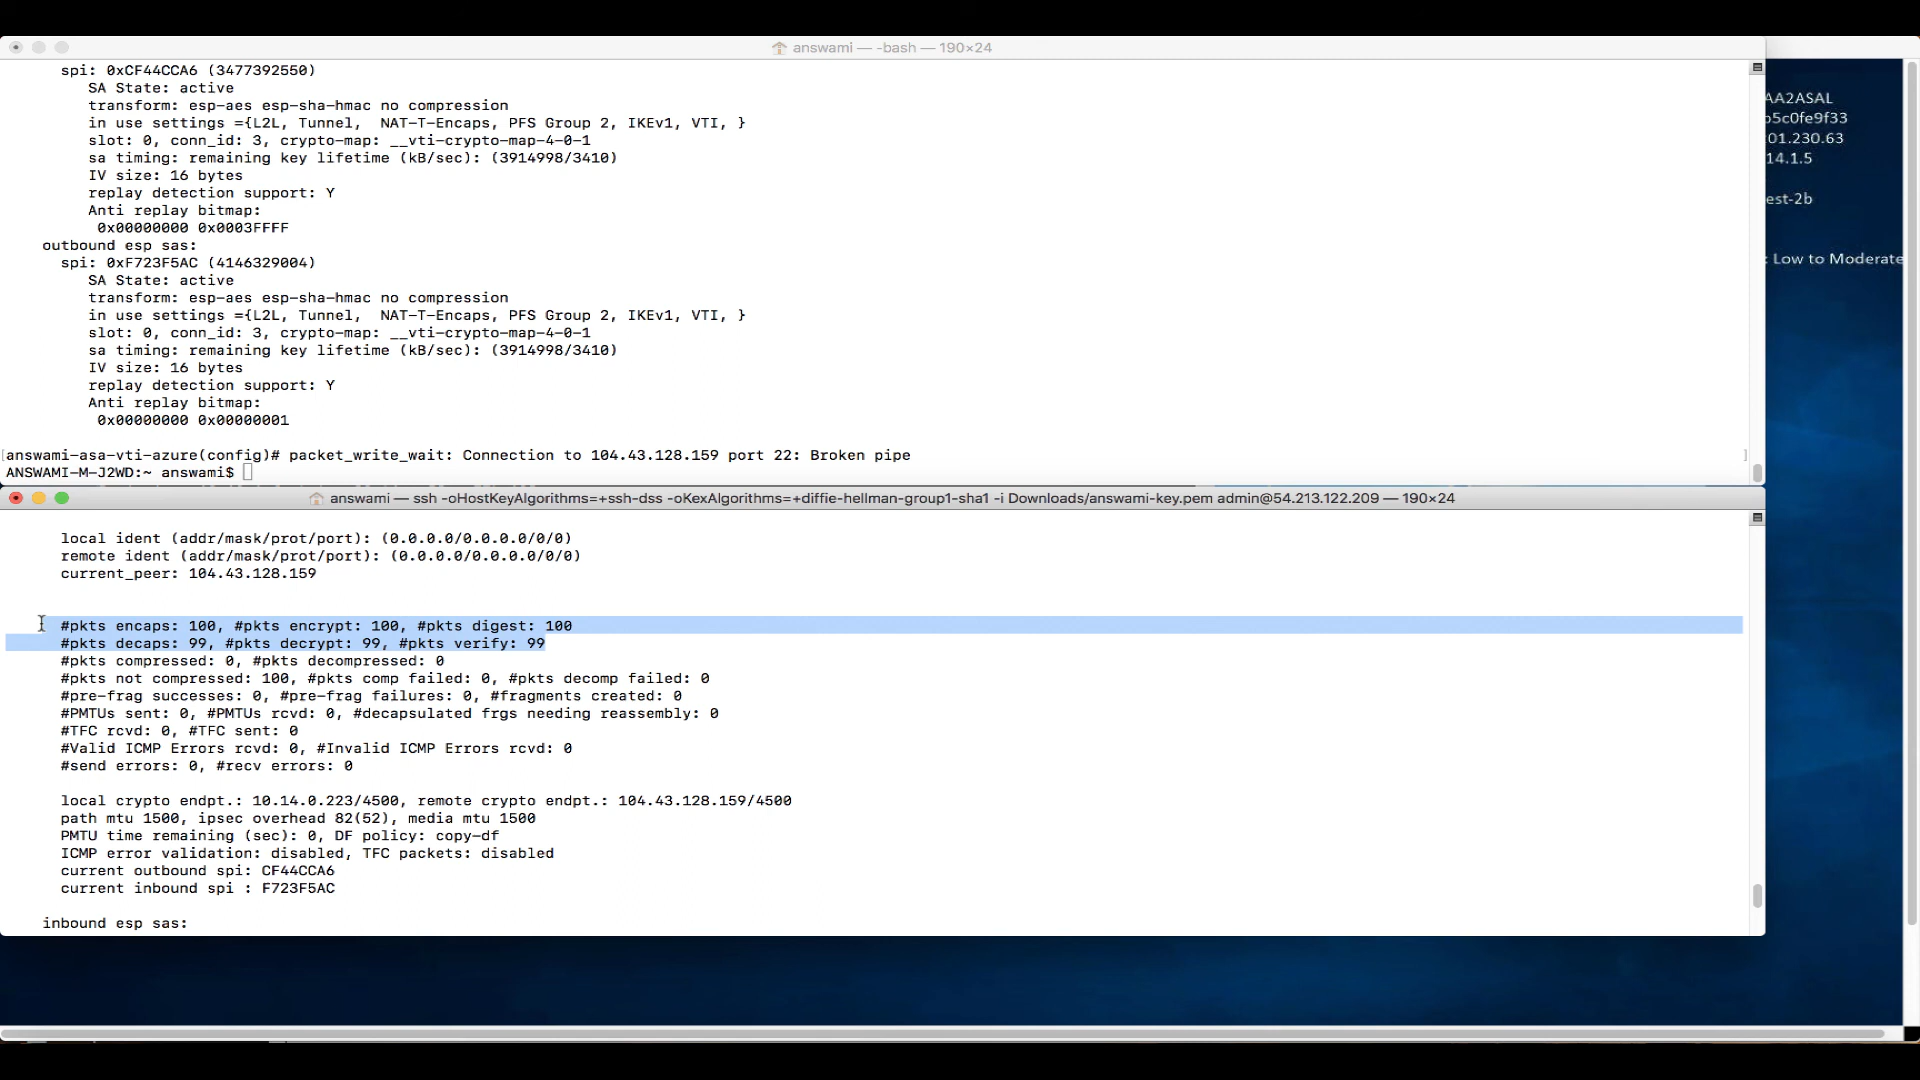 answami — -bash — 190×24
spi: 0xCF44CCA6 (3477392550)
SA State: active
transform: esp-aes esp-sha-hmac no compression
in use settings ={L2L, Tunnel,  NAT-T-Encaps, PFS Group 2, IKEv1, VTI, }
slot: 0, conn_id: 3, crypto-map: __vti-crypto-map-4-0-1
sa timing: remaining key lifetime (kB/sec): (3914998/3410)
IV size: 16 bytes
replay detection support: Y
Anti replay bitmap:
0x00000000 0x0003FFFF
outbound esp sas:
spi: 0xF723F5AC (4146329004)
SA State: active
transform: esp-aes esp-sha-hmac no compression
in use settings ={L2L, Tunnel,  NAT-T-Encaps, PFS Group 2, IKEv1, VTI, }
slot: 0, conn_id: 3, crypto-map: __vti-crypto-map-4-0-1
sa timing: remaining key lifetime (kB/sec): (3914998/3410)
IV size: 16 bytes
replay detection support: Y
Anti replay bitmap:
0x00000000 0x00000001
[answami-asa-vti-azure(config)# packet_write_wait: Connection to 104.43.128.159 port 22: Broken pipe ]
ANSWAMI-M-J2WD:~ answami$
AA2ASAL
b5c0fe9f33
01.230.63
14.1.5
est-2b
: Low to Moderate
answami — ssh -oHostKeyAlgorithms=+ssh-dss -oKexAlgorithms=+diffie-hellman-group1-sha1 -i Downloads/answami-key.pem admin@54.213.122.209 — 190×24
local ident (addr/mask/prot/port): (0.0.0.0/0.0.0.0/0/0)
remote ident (addr/mask/prot/port): (0.0.0.0/0.0.0.0/0/0)
current_peer: 104.43.128.159
#pkts encaps: 100, #pkts encrypt: 100, #pkts digest: 100
#pkts decaps: 99, #pkts decrypt: 99, #pkts verify: 99
#pkts compressed: 0, #pkts decompressed: 0
#pkts not compressed: 100, #pkts comp failed: 0, #pkts decomp failed: 0
#pre-frag successes: 0, #pre-frag failures: 0, #fragments created: 0
#PMTUs sent: 0, #PMTUs rcvd: 0, #decapsulated frgs needing reassembly: 0
#TFC rcvd: 0, #TFC sent: 0
#Valid ICMP Errors rcvd: 0, #Invalid ICMP Errors rcvd: 0
#send errors: 0, #recv errors: 0
local crypto endpt.: 10.14.0.223/4500, remote crypto endpt.: 104.43.128.159/4500
path mtu 1500, ipsec overhead 82(52), media mtu 1500
PMTU time remaining (sec): 0, DF policy: copy-df
ICMP error validation: disabled, TFC packets: disabled
current outbound spi: CF44CCA6
current inbound spi : F723F5AC
inbound esp sas: